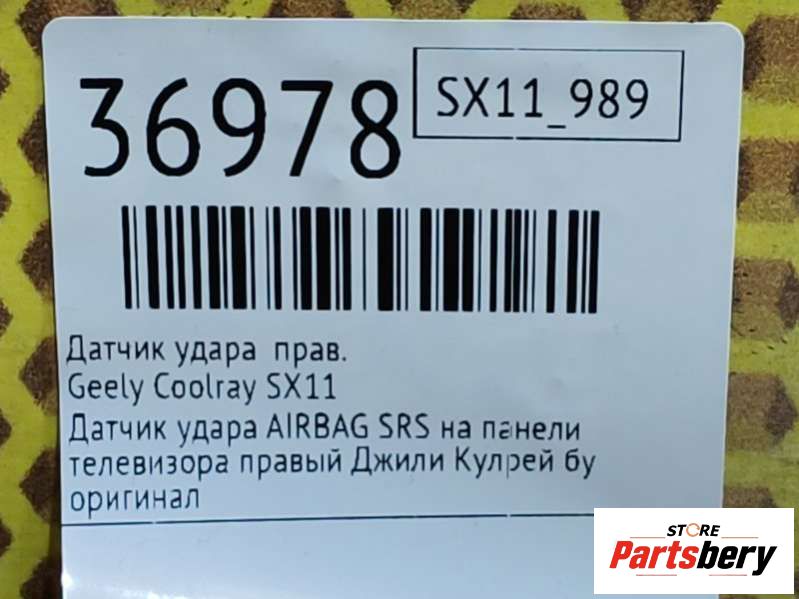 36978
SX11_989
Датчик удара прав.
Geely Coolray SX11
Датчик удара AIRBAG SRS на панели
телевизора правый Джили Кулрей бу
оригинал
STORE
Partsbery